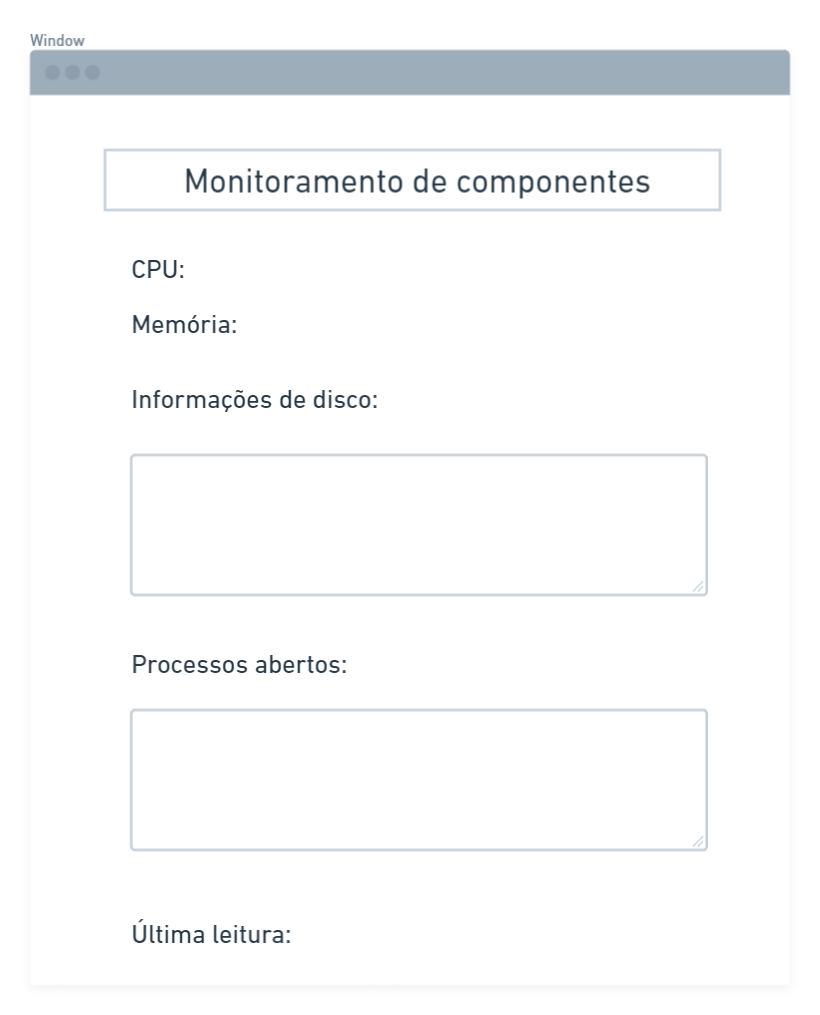 Window
Monitoramento de componentes
CPU:
Memória:
Informações de disco:
Processos abertos:
Última leitura: